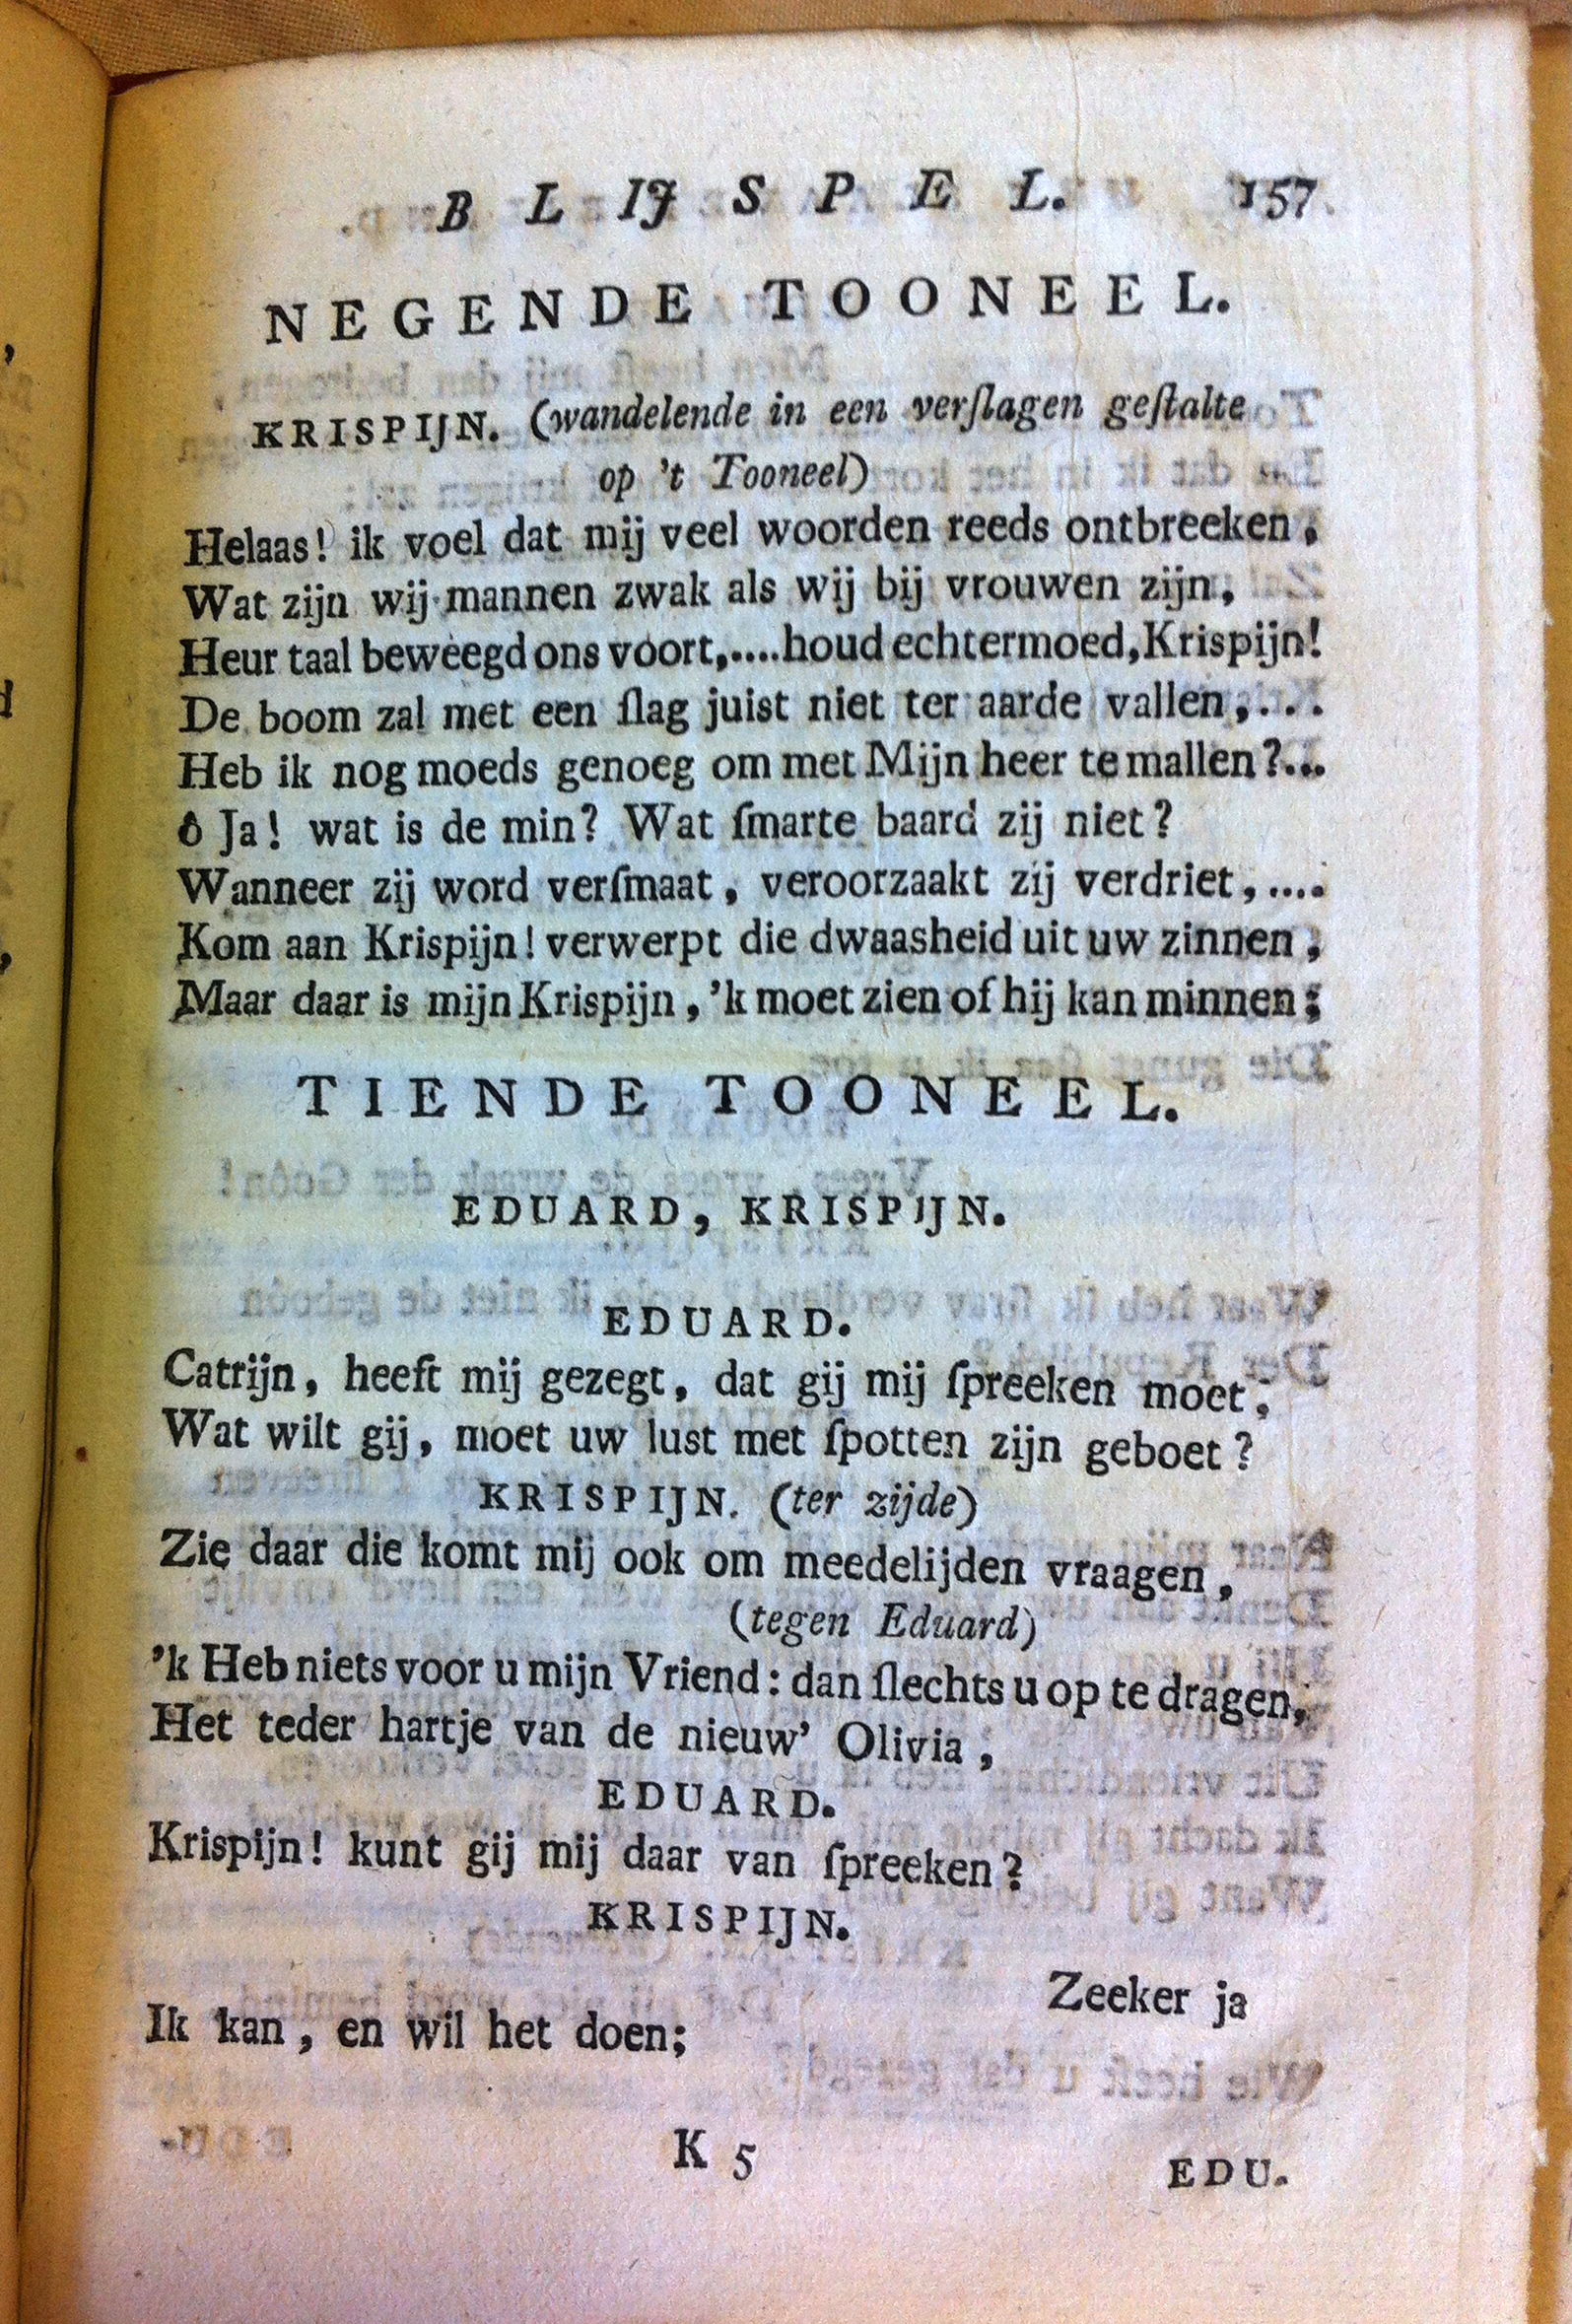 BLIJSPEL. 157
NEGENDE TOONEEL.
KRISPIJN. (wandelende in een verſlagen geſtalte
op 't Tooneel)
Helaas! ik voel dat mij veel woorden reeds ontbreeken,
Wat zijn wij mannen zwak als wij bij vrouwen zijn,
Heur taal beweegd ons voort,....houd echter moed, Krispijn!
De boom zal met een ſlag juist niet ter aarde vallen,...
Heb ik nog moeds genoeg om met Mijn heer te mallen?...
ô Ja! wat is de min? Wat ſmarte baard zij niet?
Wanneer zij word verſmaat, veroorzaakt zij verdriet,....
Kom aan Krispijn! verwerpt die dwaasheid uit uw zinnen,
Maar daar is mijn Krispijn, 'k moet zien of hij kan minnen;
TIENDE TOONEEL.
EDUARD, KRISPIJN.
EDUARD.
Catrijn, heeft mij gezegt, dat gij mij ſpreeken moet,
Wat wilt gij, moet uw lust met ſpotten zijn geboet?
KRISPIJN. (ter zijde)
Zie daar die komt mij ook om meedelijden vraagen,
(tegen Eduard)
'k Heb niets voor u mijn Vriend: dan ſlechts u op te dragen,
Het teder hartje van de nieuw' Olivia,
EDUARD.
Krispijn! kunt gij mij daar van ſpreeken?
KRISPIJN.
Zeeker ja
Ik kan, en wil het doen;
K 5
EDU.